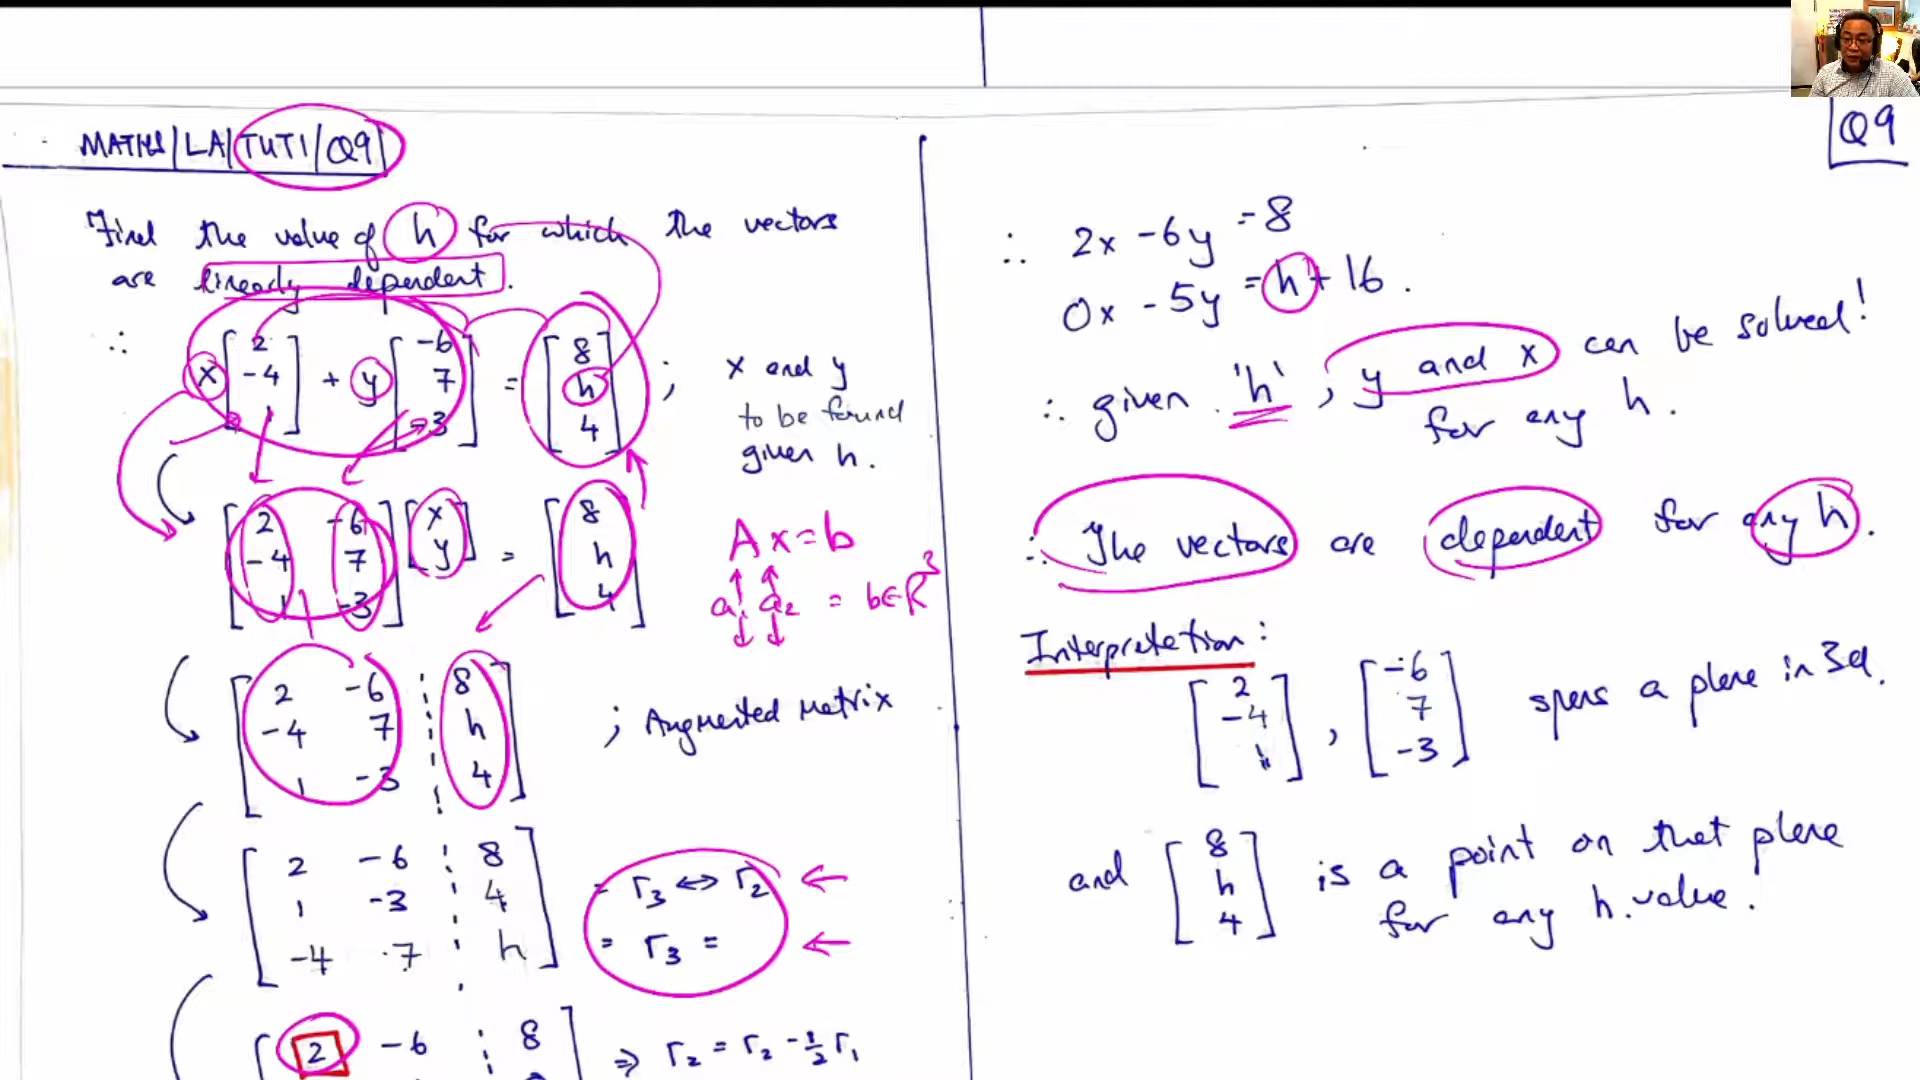 MATHS|LA|TUT1|Q9
Find the value of h for which the vectors
are linearly dependent.
∴ x [2 -4 1] + y [-6 7 -3] = [8 h 4] ; x and y
to be found
given h.
[2 -6
-4 7
1 -3] [x y] = [8 h 4]
Ax=b
a1 a2 = b∈R^3
2 -6 8
-4 7 h ; Augmented matrix
1 -3 4
2 -6 8
1 -3 4 = r3 ↔ r2 ←
-4 7 h = r3 = ←
2 -6 8 ⇒ r2 = r2 - 1/2 r1
Q9
∴ 2x -6y = 8
0x -5y = h + 16.
∴ given 'h', y and x can be solved!
for any h.
∴ The vectors are dependent for any h.
Interpretation:
[2 -4 1] , [-6 7 -3] spans a plane in 3d.
and [8 h 4] is a point on that plane
for any h.value!